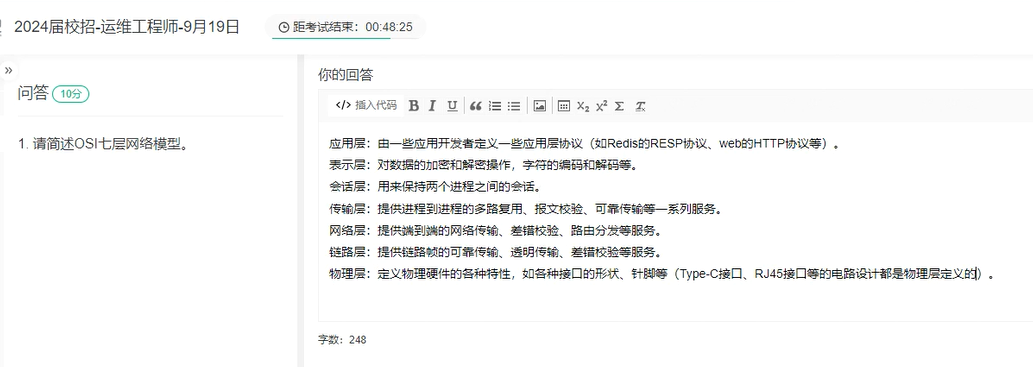 2024届校招-运维工程师-9月19日
距考试结束：00:48:25
»
问答 10分
1. 请简述OSI七层网络模型。
你的回答
</> 插入代码 B I U X₂ X² Σ Tx
应用层：由一些应用开发者定义一些应用层协议（如Redis的RESP协议、web的HTTP协议等）。
表示层：对数据的加密和解密操作，字符的编码和解码等。
会话层：用来保持两个进程之间的会话。
传输层：提供进程到进程的多路复用、报文校验、可靠传输等一系列服务。
网络层：提供端到端的网络传输、差错校验、路由分发等服务。
链路层：提供链路帧的可靠传输、透明传输、差错校验等服务。
物理层：定义物理硬件的各种特性，如各种接口的形状、针脚等（Type-C接口、RJ45接口等的电路设计都是物理层定义的）。
字数：248